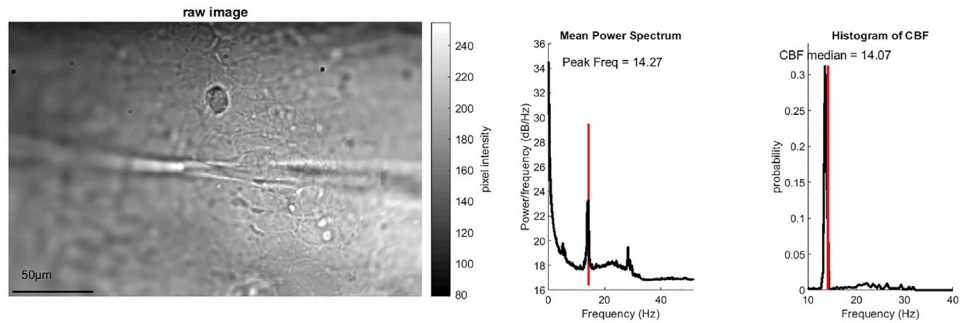 raw image
50µm
240
220
200
180
160
140
120
100
80
pixel intensity
Mean Power Spectrum
Peak Freq = 14.27
36
34
32
30
28
26
24
22
20
18
16
Power/frequency (dB/Hz)
0 20 40
Frequency (Hz)
Histogram of CBF
CBF median = 14.07
0.3
0.25
0.2
0.15
0.1
0.05
0
probability
10 20 30 40
Frequency (Hz)